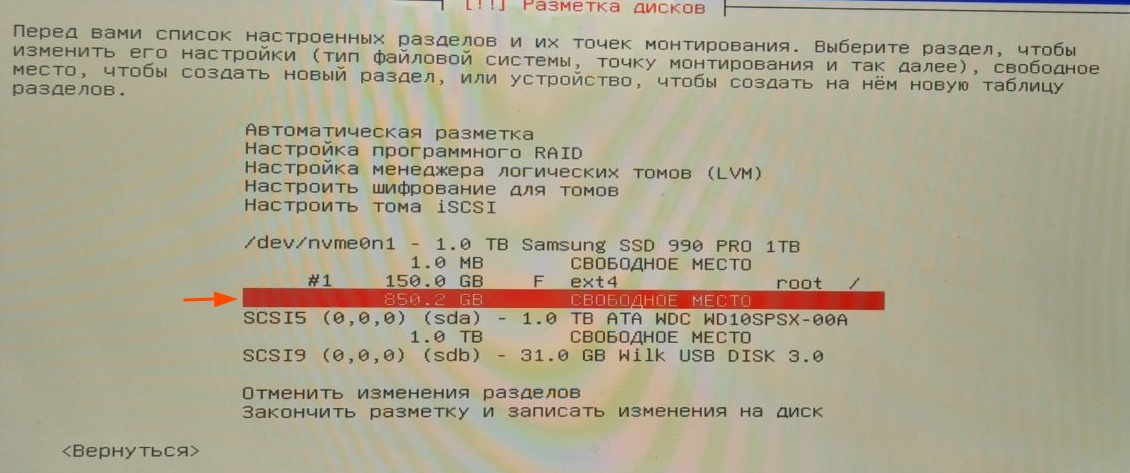 [!!] Разметка дисков
Перед вами список настроенных разделов и их точек монтирования. Выберите раздел, чтобы
изменить его настройки (тип файловой системы, точку монтирования и так далее), свободное
место, чтобы создать новый раздел, или устройство, чтобы создать на нём новую таблицу
разделов.
Автоматическая разметка
Настройка программного RAID
Настройка менеджера логических томов (LVM)
Настроить шифрование для томов
Настроить тома iSCSI
/dev/nvme0n1 - 1.0 TB Samsung SSD 990 PRO 1TB
1.0 MB СВОБОДНОЕ МЕСТО
#1 150.0 GB F ext4 root /
850.2 GB СВОБОДНОЕ МЕСТО
SCSI5 (0,0,0) (sda) - 1.0 TB ATA WDC WD10SPSX-00A
1.0 TB СВОБОДНОЕ МЕСТО
SCSI9 (0,0,0) (sdb) - 31.0 GB Wilk USB DISK 3.0
Отменить изменения разделов
Закончить разметку и записать изменения на диск
<Вернуться>